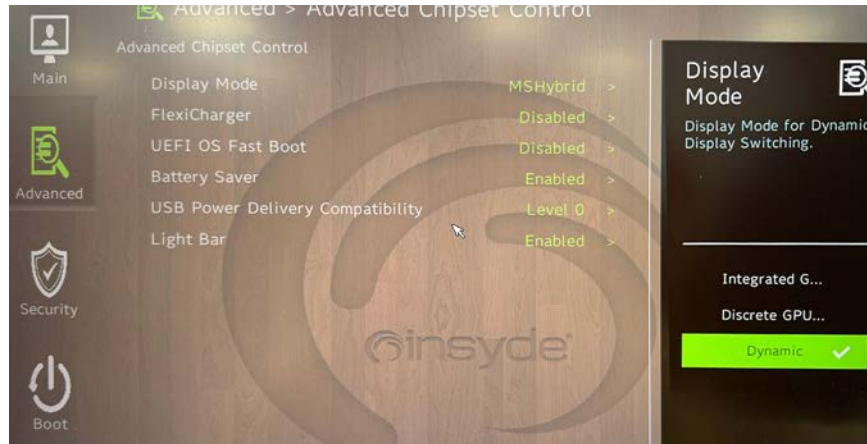 Advanced > Advanced Chipset Control
Main
Advanced
Security
Boot
Advanced Chipset Control
Display Mode MSHybrid >
FlexiCharger Disabled >
UEFI OS Fast Boot Disabled >
Battery Saver Enabled >
USB Power Delivery Compatibility Level 0 >
Light Bar Enabled >
insyde
Display
Mode
Display Mode for Dynamic
Display Switching.
Integrated G...
Discrete GPU...
Dynamic